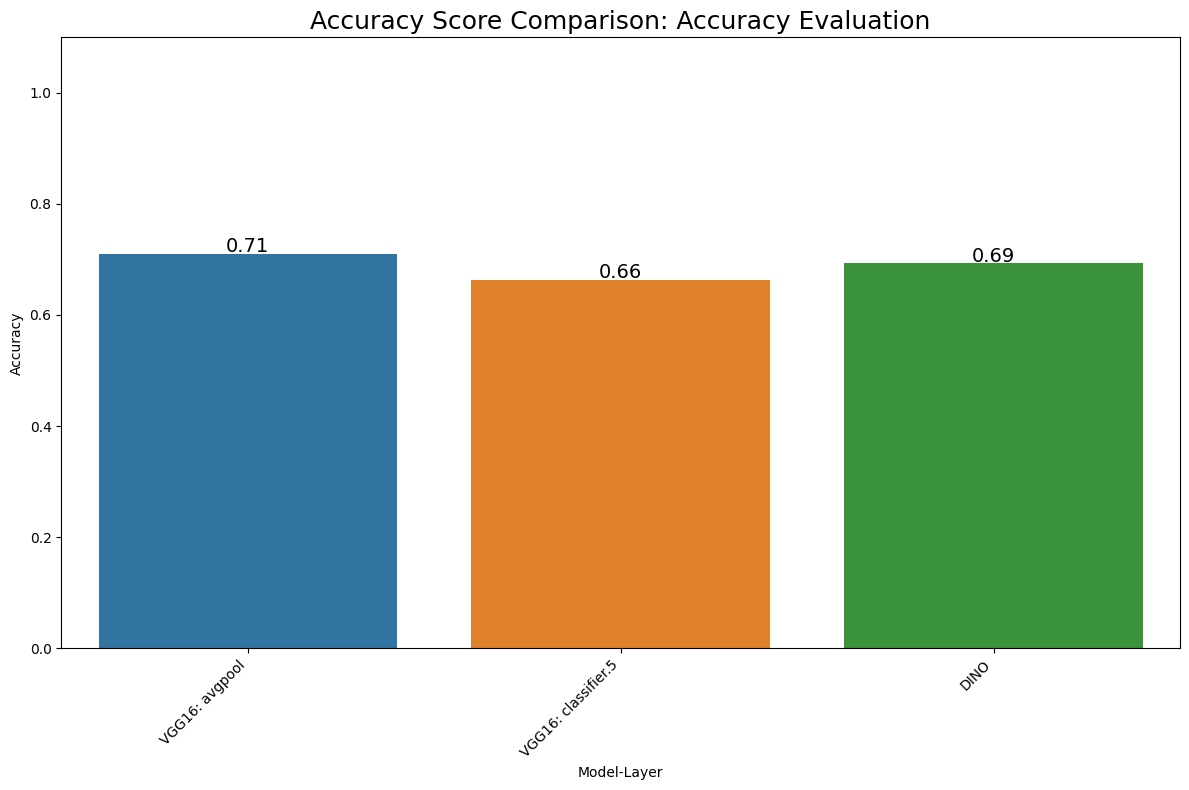 Accuracy Score Comparison: Accuracy Evaluation
Accuracy
1.0
0.8
0.6
0.4
0.2
0.0
0.71
0.66
0.69
VGG16: avgpool
VGG16: classifier.5
DINO
Model-Layer